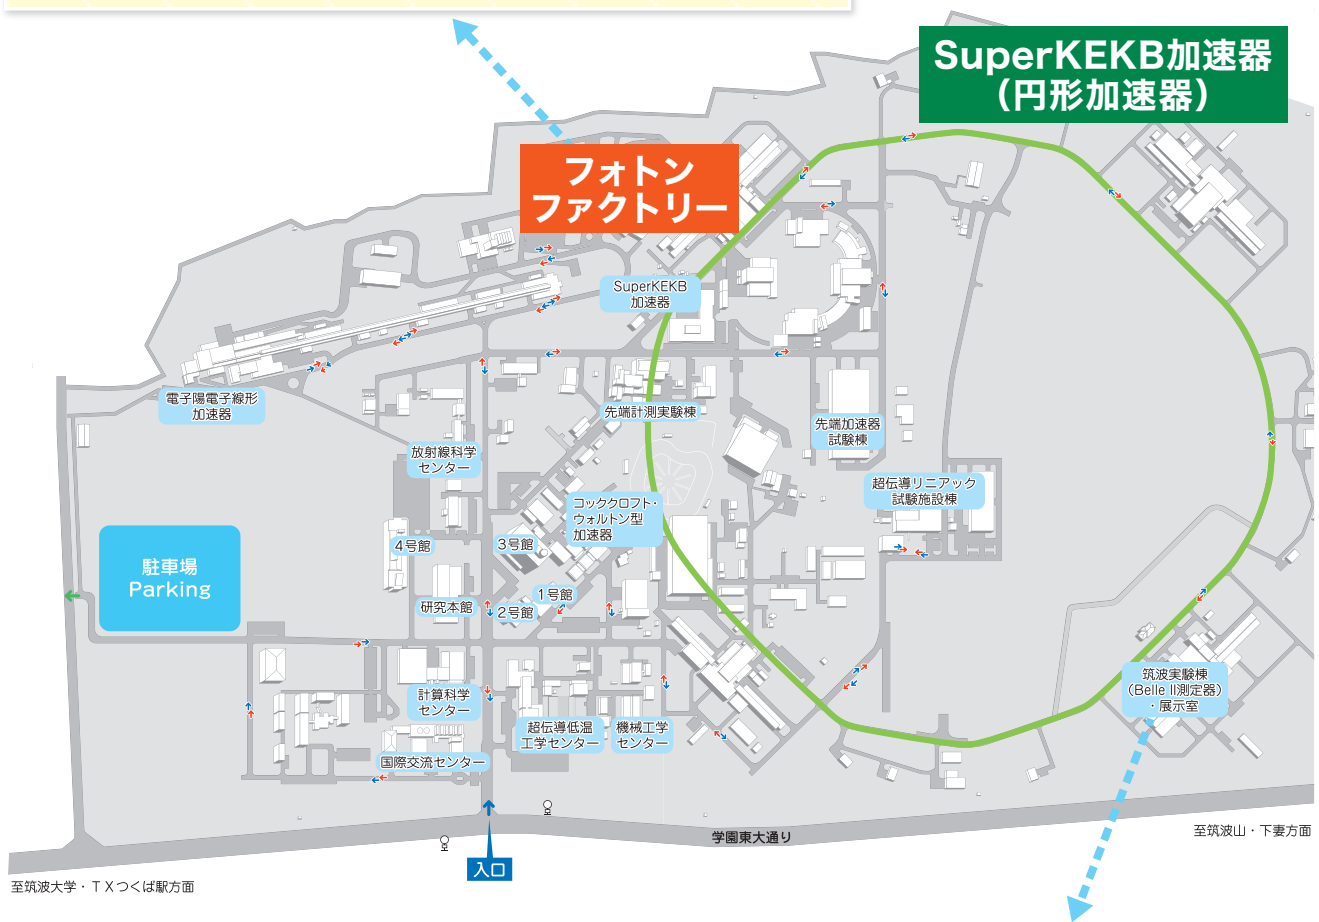 SuperKEKB加速器
（円形加速器）
フォトン
ファクトリー
SuperKEKB
加速器
電子陽電子線形
加速器
先端計測実験棟
先端加速器
試験棟
放射線科学
センター
超伝導リニアック
試験施設棟
コッククロフト・
ウォルトン型
加速器
4号館
3号館
駐車場
Parking
1号館
研究本館
2号館
筑波実験棟
（Belle II測定器）
・展示室
計算科学
センター
超伝導低温
工学センター
機械工学
センター
国際交流センター
学園東大通り
至筑波山・下妻方面
入口
至筑波大学・TXつくば駅方面